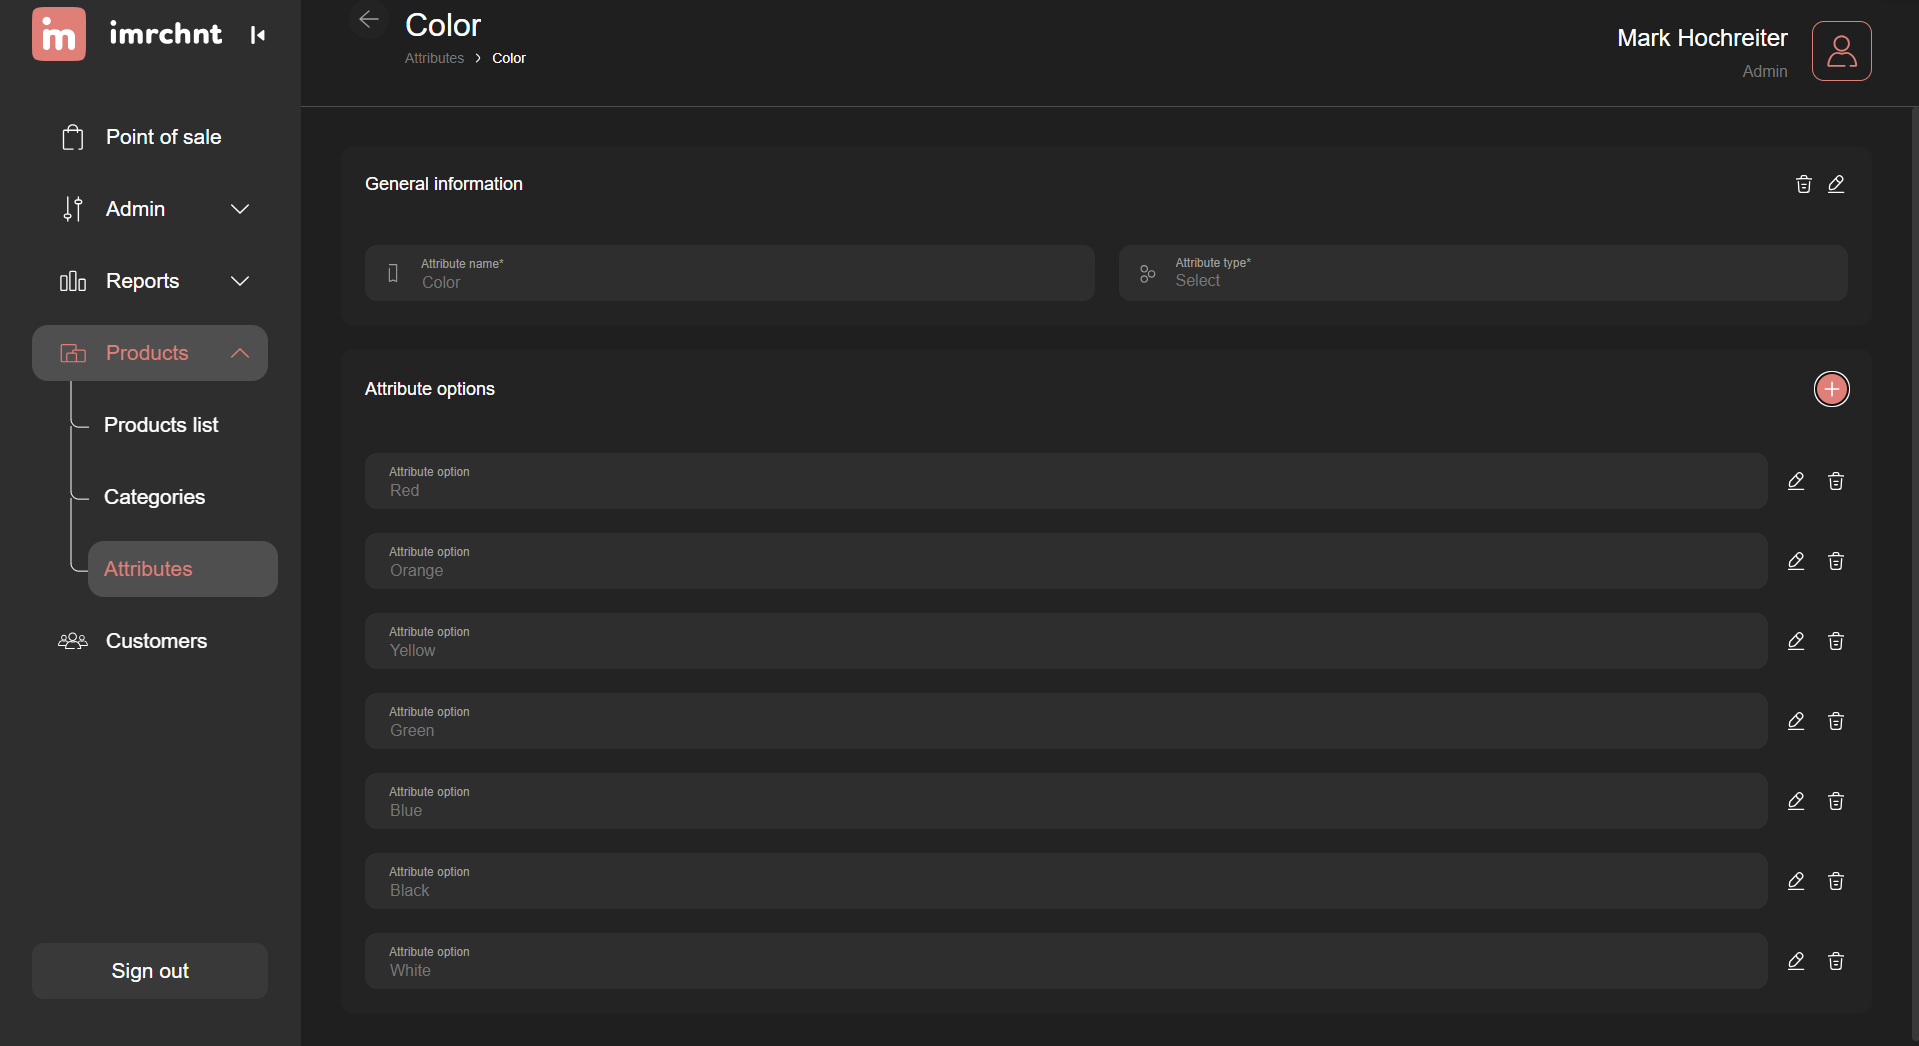 im imrchnt
Color
Attributes > Color
Mark Hochreiter
Admin
Point of sale
Admin
Reports
Products
Products list
Categories
Attributes
Customers
Sign out
General information
Attribute name*
Color
Attribute type*
Select
Attribute options
Attribute option
Red
Attribute option
Orange
Attribute option
Yellow
Attribute option
Green
Attribute option
Blue
Attribute option
Black
Attribute option
White